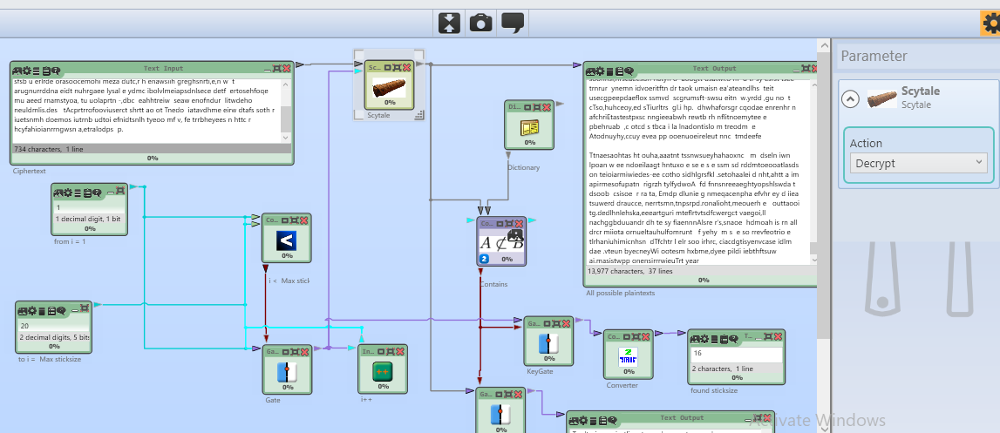 Parameter
Text Input
sfsb u erirde orasoocemohi meza dutc,r h enawsih greghsnrti,e,n w t
arugnurrddna eidt nuhrgaee lysal e ydmc ibolvlmeiapsdnlsece detf ertosehfoqe
mu aeed rnamstyoa, tu uolaprtn -,dbc eahhtreiw seaw enofndur litwdeho
neuldmlis.des tAcprtrrofooviuserct shrtt ao ot Tnedo iatavdhme eirw dtafs soth r
iuetsnmh doemos iutrnb udtoi efnidtsnlh tyeoo mf v, fe trrbheyees n httc r
hcyfahioianrrngwsn a,etralodps p.
734 characters, 1 line
0%
Ciphertext
Sc...
0%
Scytale
Di...
0%
Dictionary
Text Output
trnrur ynemn idvoeriftn dr taok umaisn ea'ateandlhs teit
usecgpeepdaeflox ssmvd scgrumsft-swsu eitn w,yrdd .gu no t
cTso,huhceoy,ed sTiurltrs gl.i hp. dhwhaforsgr cqodae enrenhr n
afchriEtastestpxsc nngieeabwh rewtb rh nflitnoemytee e
pbehruab ,c otcd s tbca i la lnadontislo m treodm e
Atodnuyhy,ccuy evea pp ooenuoeireleut nnc tmdeefe
Ttnaesaohtas ht ouha,aaatnt tssnwsueyhahaoxnc m dseln iwn
lpoan w ee ndoeilaagt hntuxo e se e s e ssm sd rddmtoeooatlasds
on teioiarmiwiedes-ee cotho sidhlgrsfkl .setohaalei d nht,ahtt a im
apirmesofupatn rigrzh tylfydwoA fd fnnsnreeaeghtyopshlswda t
dsoob csisoe r ra ta, Emdp dlunie g nmeqacenpha efvhr ey d iiea
tsuwerd draucce, nerrtsmn,tnpsrpd.ronalioht,meouerh e outtaooi
tg.dedlhnlehska,eeeartguri mteflrtvtsdfcwergct vaegoi,ll
nachggbduuandr dh te sy fiaennnAlsre r's,snaoe hdmoah is rn all
drcr miiota ornueltauhulfomrunt f yehy m s e so revfeotrio e
tlrhaniuhimicnhsn dTfchtr l elr soo irhrc, ciacdgtisyenvcase idlm
dae .vteun byecneyWi ootesm hxbme,dyee pildi iebthftsuw
ai.masistwpp onensirrrwieuTrt year
13,977 characters, 37 lines
0%
All possible plaintexts
Scytale
Scytale
Action
Decrypt
1
1 decimal digit, 1 bit
0%
from i = 1
Co...
<
0%
i < Max stick
Co...
A ⊄ B
2
0%
Contains
20
2 decimal digits, 5 bits
0%
to i = Max sticksize
Ga...
0%
Gate
In...
++
0%
i++
Ga...
0%
KeyGate
Co...
0%
Converter
T...
16
2 characters, 1 line
0%
found sticksize
Ga...
0%
Text Output
Activate Windows